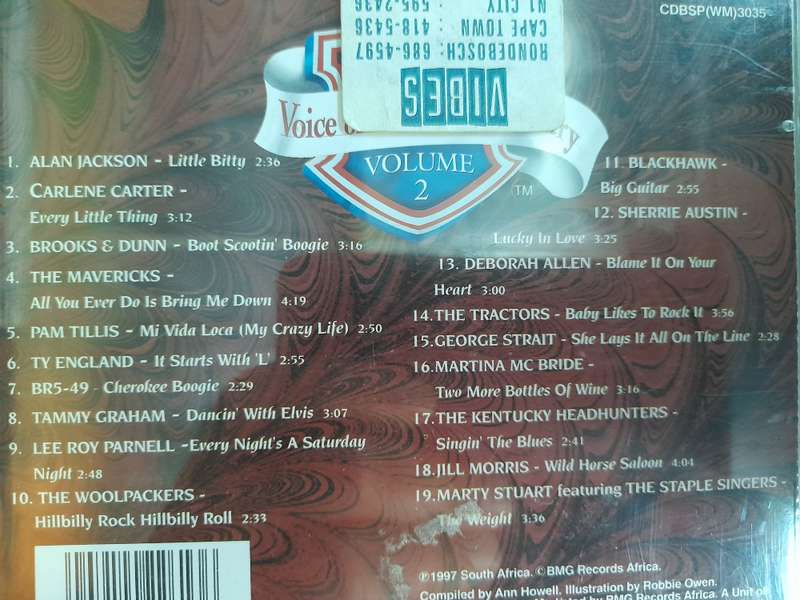 CDBSP(WM)3035
N1 CITY : 595-2436
CAPE TOWN : 418-5436
RONDEBOSCH: 686-4597
VIBES
Voice
VOLUME
2
TM
1. ALAN JACKSON - Little Bitty 2:36
2. CARLENE CARTER -
Every Little Thing 3:12
3. BROOKS & DUNN - Boot Scootin' Boogie 3:16
4. THE MAVERICKS -
All You Ever Do Is Bring Me Down 4:19
5. PAM TILLIS - Mi Vida Loca (My Crazy Life) 2:50
6. TY ENGLAND - It Starts With 'L' 2:55
7. BR5-49 - Cherokee Boogie 2:29
8. TAMMY GRAHAM - Dancin' With Elvis 3:07
9. LEE ROY PARNELL -Every Night's A Saturday
Night 2:48
10. THE WOOLPACKERS -
Hillbilly Rock Hillbilly Roll 2:33
11. BLACKHAWK -
Big Guitar 2:55
12. SHERRIE AUSTIN -
Lucky In Love 3:25
13. DEBORAH ALLEN - Blame It On Your
Heart 3:00
14.THE TRACTORS - Baby Likes To Rock It 3:56
15.GEORGE STRAIT - She Lays It All On The Line 2:28
16.MARTINA MC BRIDE -
Two More Bottles Of Wine 3:16
17.THE KENTUCKY HEADHUNTERS -
Singin' The Blues 2:41
18.JILL MORRIS - Wild Horse Saloon 4:04
19.MARTY STUART featuring THE STAPLE SINGERS -
The Weight 3:36
℗1997 South Africa. ©BMG Records Africa.
Compiled by Ann Howell. Illustration by Robbie Owen.
by BMG Records Africa. A Unit of